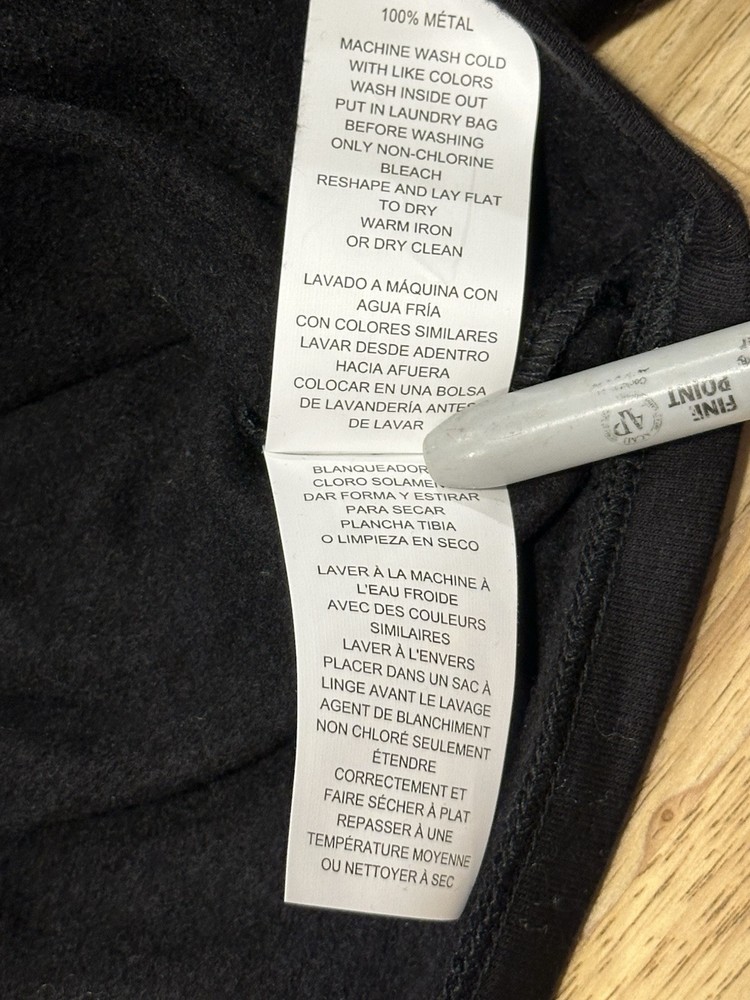 100% MÉTAL
MACHINE WASH COLD
WITH LIKE COLORS
WASH INSIDE OUT
PUT IN LAUNDRY BAG
BEFORE WASHING
ONLY NON-CHLORINE
BLEACH
RESHAPE AND LAY FLAT
TO DRY
WARM IRON
OR DRY CLEAN
LAVADO A MÁQUINA CON
AGUA FRÍA
CON COLORES SIMILARES
LAVAR DESDE ADENTRO
HACIA AFUERA
COLOCAR EN UNA BOLSA
DE LAVANDERÍA ANTES
DE LAVAR
BLANQUEADOR
CLORO
DAR FORMA Y ESTIRAR
PARA SECAR
PLANCHA TIBIA
O LIMPIEZA EN SECO
LAVER À LA MACHINE À
L'EAU FROIDE
AVEC DES COULEURS
SIMILAIRES
LAVER À L'ENVERS
PLACER DANS UN SAC À
LINGE AVANT LE LAVAGE
AGENT DE BLANCHIMENT
NON CHLORÉ SEULEMENT
ÉTENDRE
CORRECTEMENT ET
FAIRE SÉCHER À PLAT
REPASSER À UNE
TEMPÉRATURE MOYENNE
OU NETTOYER À SEC
FINE
POINT
AP